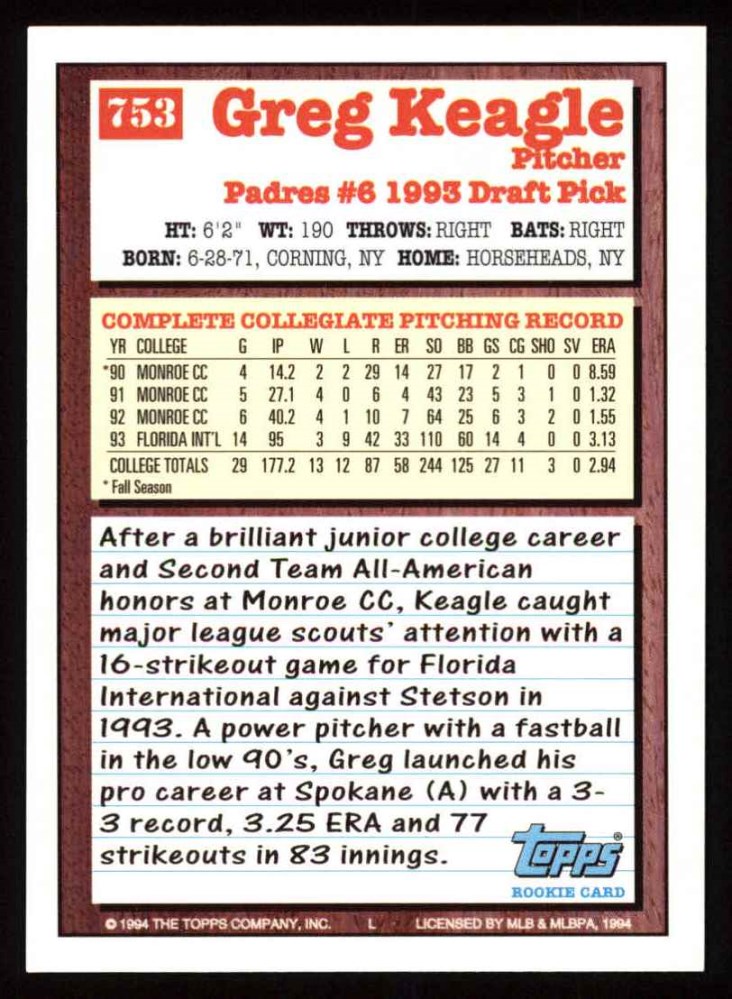 753 Greg Keagle
Pitcher
Padres #6 1993 Draft Pick
HT: 6'2" WT: 190 THROWS: RIGHT BATS: RIGHT
BORN: 6-28-71, CORNING, NY HOME: HORSEHEADS, NY
COMPLETE COLLEGIATE PITCHING RECORD
YR COLLEGE G IP W L R ER SO BB GS CG SHO SV ERA
*90 MONROE CC 4 14.2 2 2 29 14 27 17 2 1 0 0 8.59
91 MONROE CC 5 27.1 4 0 6 4 43 23 5 3 1 0 1.32
92 MONROE CC 6 40.2 4 1 10 7 64 25 6 3 2 0 1.55
93 FLORIDA INT'L 14 95 3 9 42 33 110 60 14 4 0 0 3.13
COLLEGE TOTALS 29 177.2 13 12 87 58 244 125 27 11 3 0 2.94
* Fall Season
After a brilliant junior college career
and Second Team All-American
honors at Monroe CC, Keagle caught
major league scouts' attention with a
16-strikeout game for Florida
International against Stetson in
1993. A power pitcher with a fastball
in the low 90's, Greg launched his
pro career at Spokane (A) with a 3-
3 record, 3.25 ERA and 77
strikeouts in 83 innings.
Topps®
ROOKIE CARD
© 1994 THE TOPPS COMPANY, INC. L LICENSED BY MLB & MLBPA, 1994